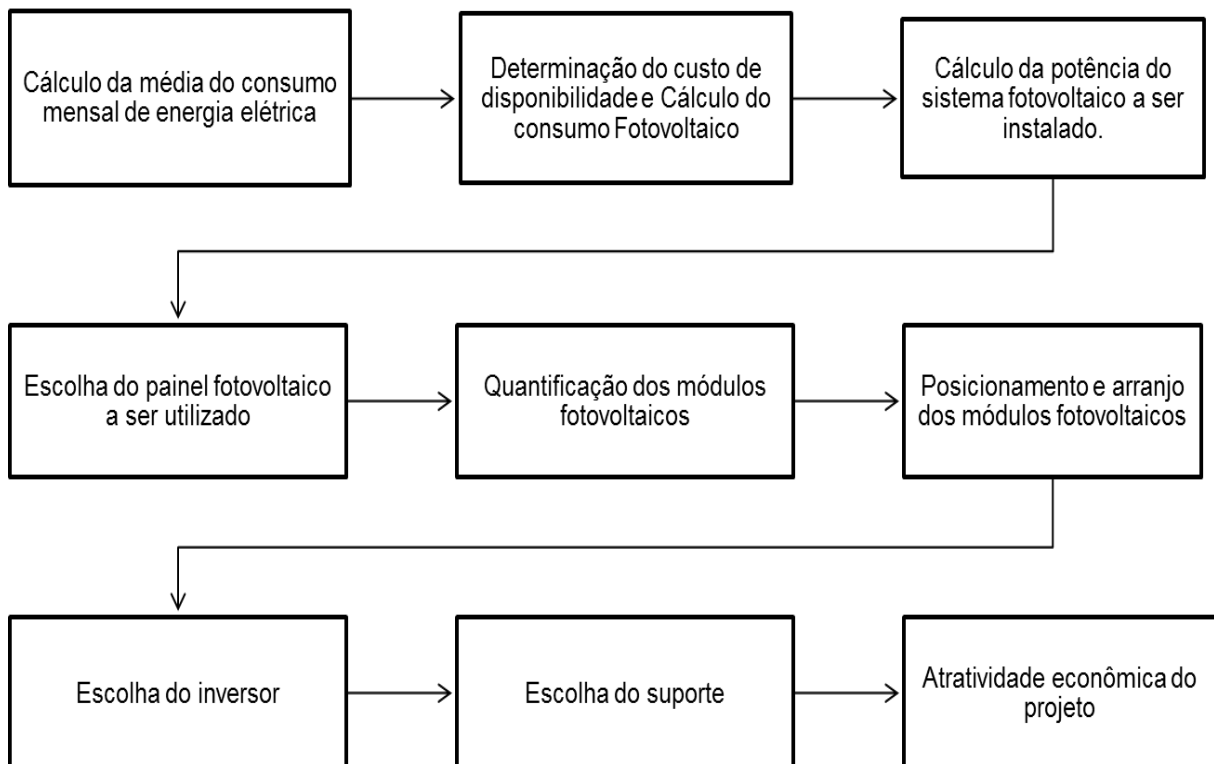 Cálculo da média do consumo
mensal de energia elétrica
Determinação do custo de
disponibilidade e Cálculo do
consumo Fotovoltaico
Cálculo da potência do
sistema fotovoltaico a ser
instalado.
Escolha do painel fotovoltaico
a ser utilizado
Quantificação dos módulos
fotovoltaicos
Posicionamento e arranjo
dos módulos fotovoltaicos
Escolha do inversor
Escolha do suporte
Atratividade econômica do
projeto